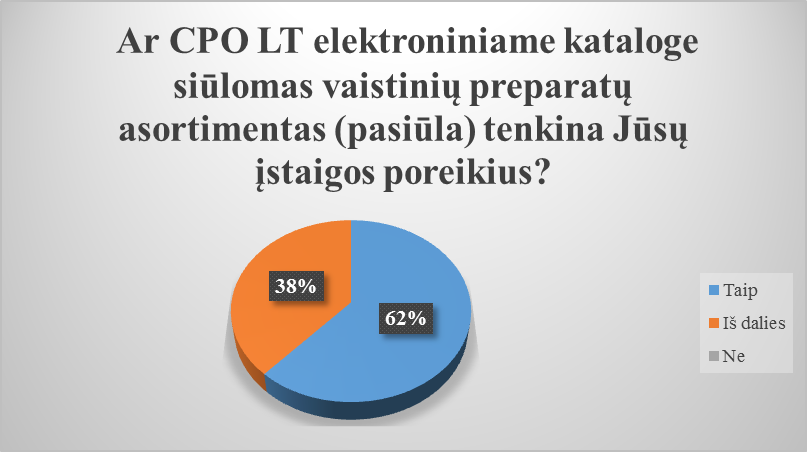 Ar CPO LT elektroniniame kataloge
siūlomas vaistinių preparatų
asortimentas (pasiūla) tenkina Jūsų
įstaigos poreikius?
38%
62%
Taip
Iš dalies
Ne